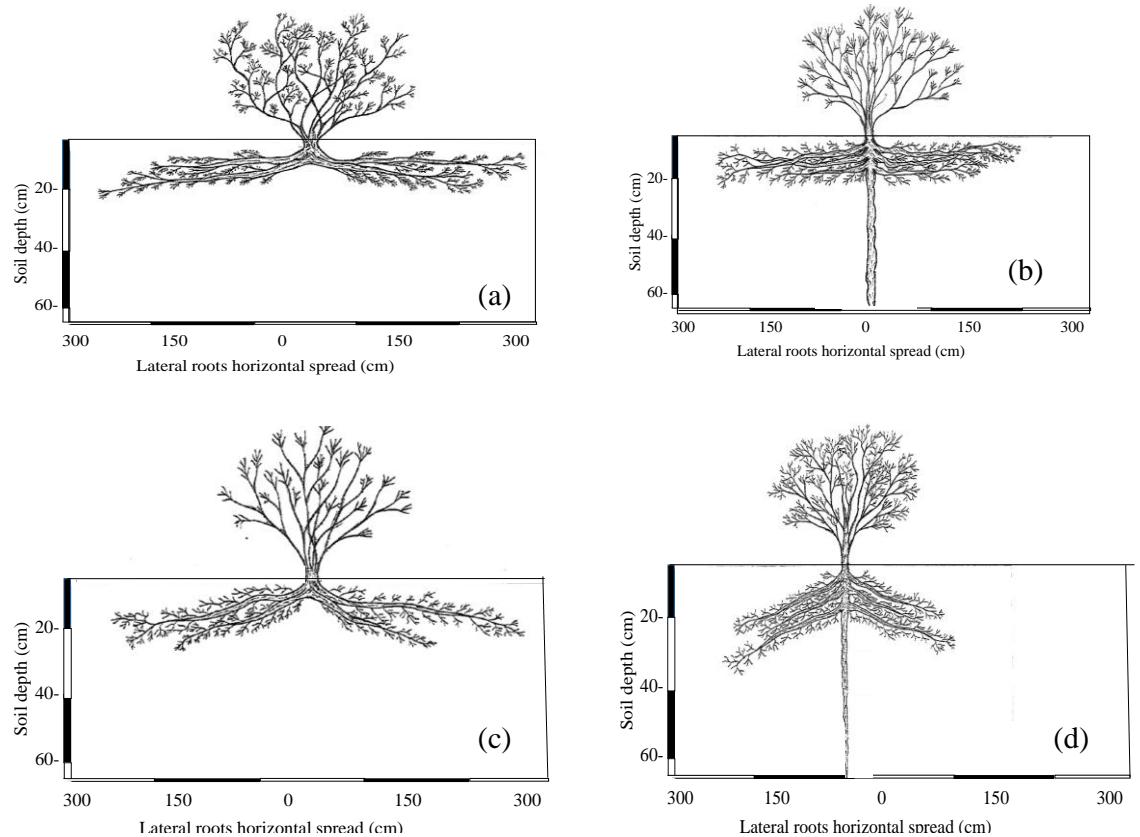 Soil depth (cm)
20-
40-
60-
(a)
300 150 0 150 300
Lateral roots horizontal spread (cm)
Soil depth (cm)
20-
40-
60-
(b)
300 150 0 150 300
Lateral roots horizontal spread (cm)
Soil depth (cm)
20-
40-
60-
(c)
300 150 0 150 300
Lateral roots horizontal spread (cm)
Soil depth (cm)
20-
40-
60-
(d)
300 150 0 150 300
Lateral roots horizontal spread (cm)